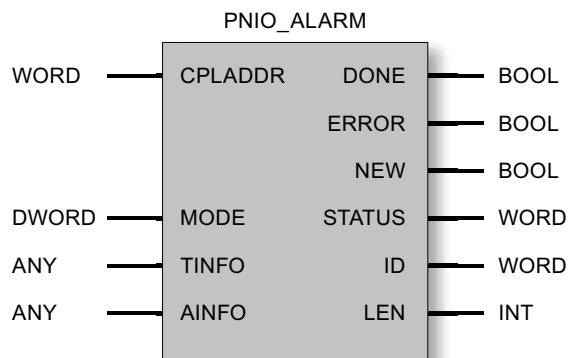 PNIO_ALARM
WORD CPLADDR DONE BOOL
ERROR BOOL
NEW BOOL
DWORD MODE STATUS WORD
ANY TINFO ID WORD
ANY AINFO LEN INT